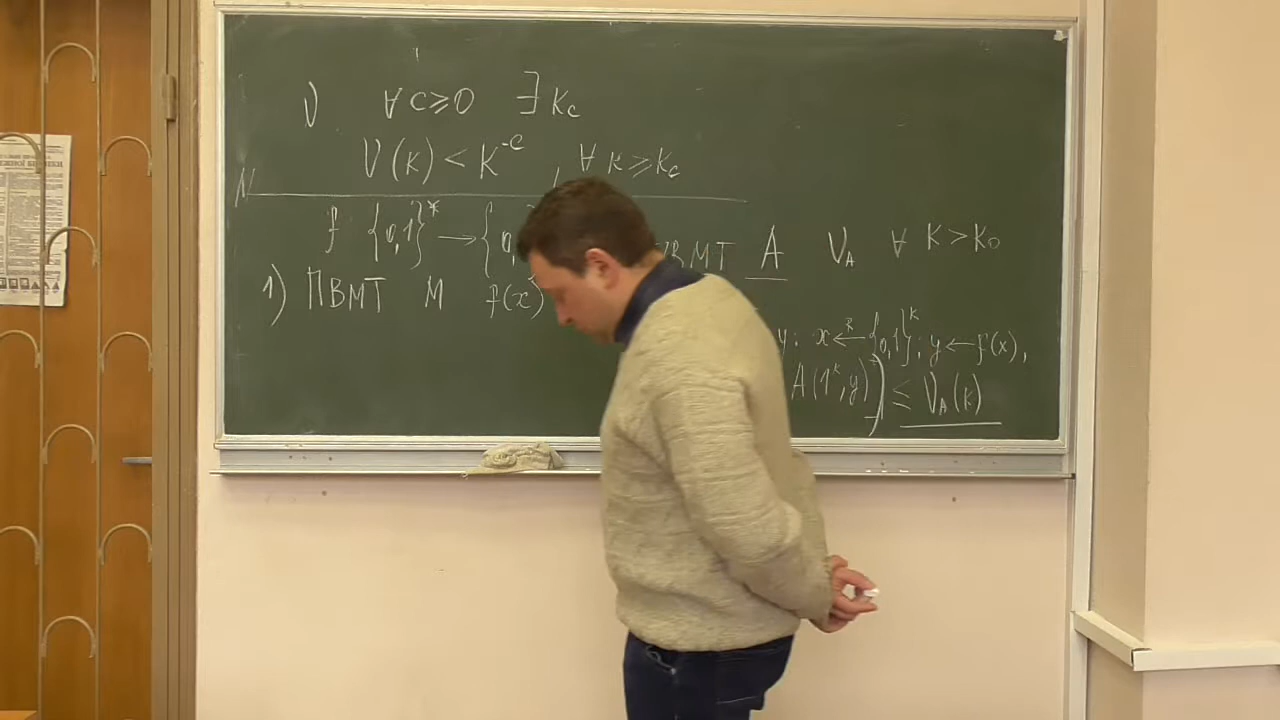 ν ∀ c ⩾ 0 ∃ k_c
ν(k) < k^{-c}, ∀ k ⩾ k_c
f {0,1}^* → {0,
ВМТ A ν_A ∀ k > k_0
1) ПВМТ M f(x)
y: x ←^R {0,1}^k; y ← f(x),
A(1^k, y)] ≤ ν_A(k)